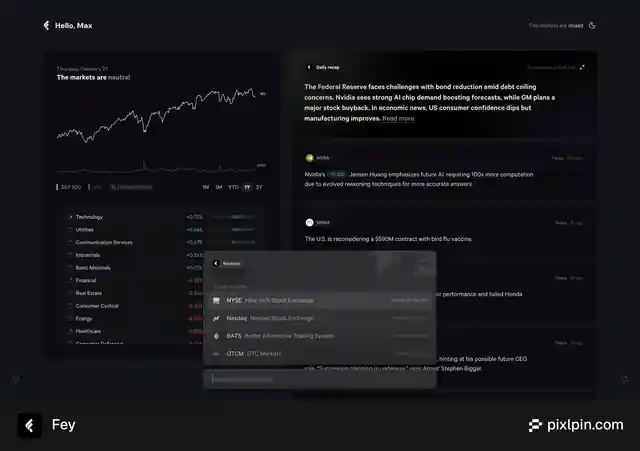 Hello, Max
The markets are closed
The markets are neutral
S&P 500
1M 3M YTD 1Y 2Y
Technology
Utilities
Communication Services
Industrials
Basic Materials
Financial
Real Estate
Consumer Cyclical
Energy
Healthcare
Consumer Defensive
Daily recap
The Federal Reserve faces challenges with bond reduction amid debt ceiling
concerns. Nvidia sees strong AI chip demand boosting forecasts, while GM plans a
major stock buyback. In economic news, US consumer confidence dips but
manufacturing improves. Read more
NVDA
Nvidia's Jensen Huang emphasizes future AI, requiring 100x more computation
due to evolved reasoning techniques for more accurate answers
MRNA
The U.S. is reconsidering a $590M contract with bird flu vaccins.
or performance and failed Honda
, hinting at his possible future CEO
role. "Succession planning is underway," says Stephen Biggar.
Markets
NYSE New York Stock Exchange
Nasdaq Nasdaq Stock Exchange
BATS Better Alternative Trading System
OTCM OTC Markets
Fey
pixlpin.com